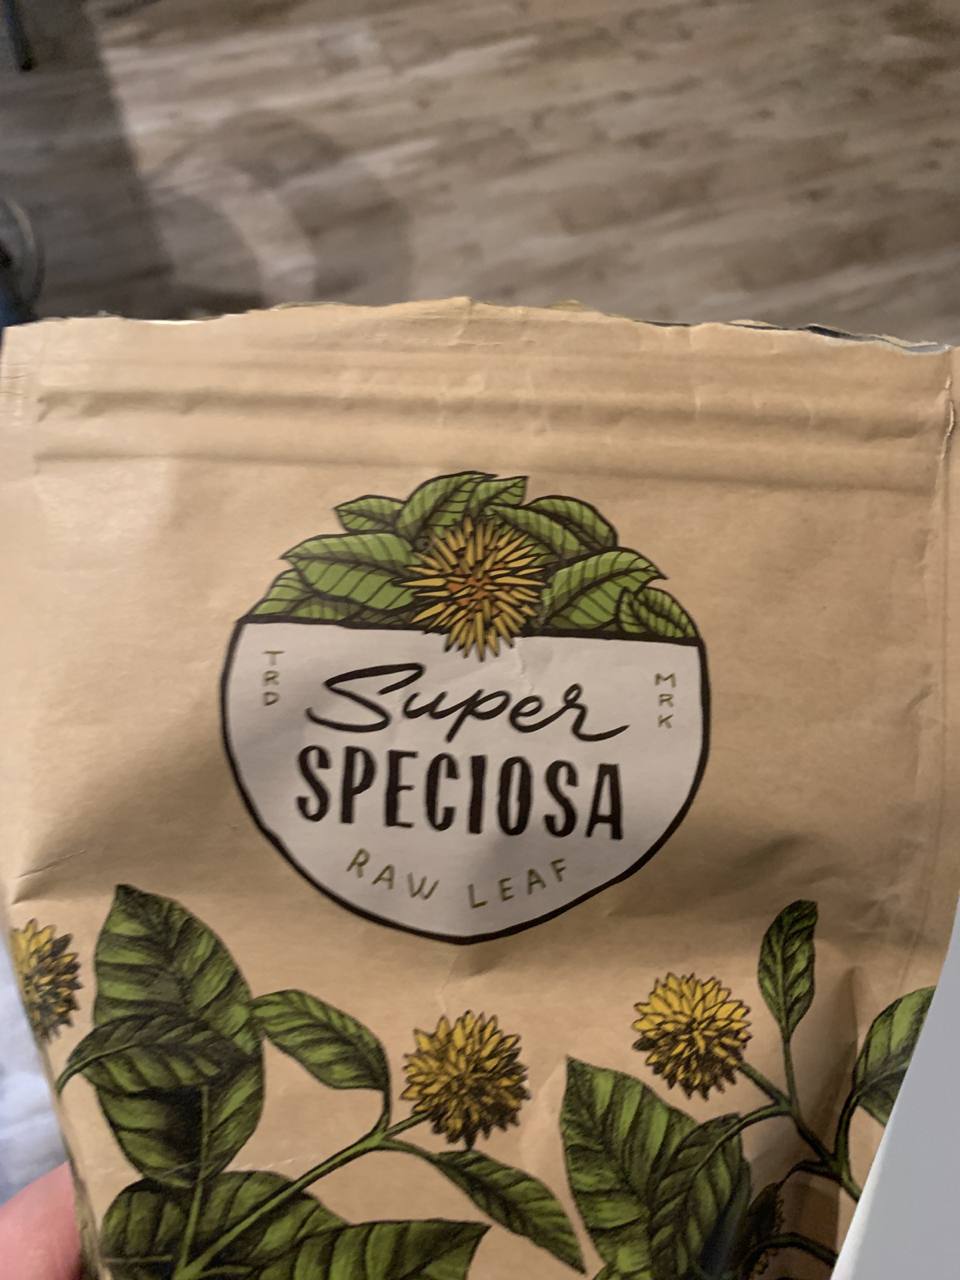 TRD
MRK
Super
SPECIOSA
RAW LEAF